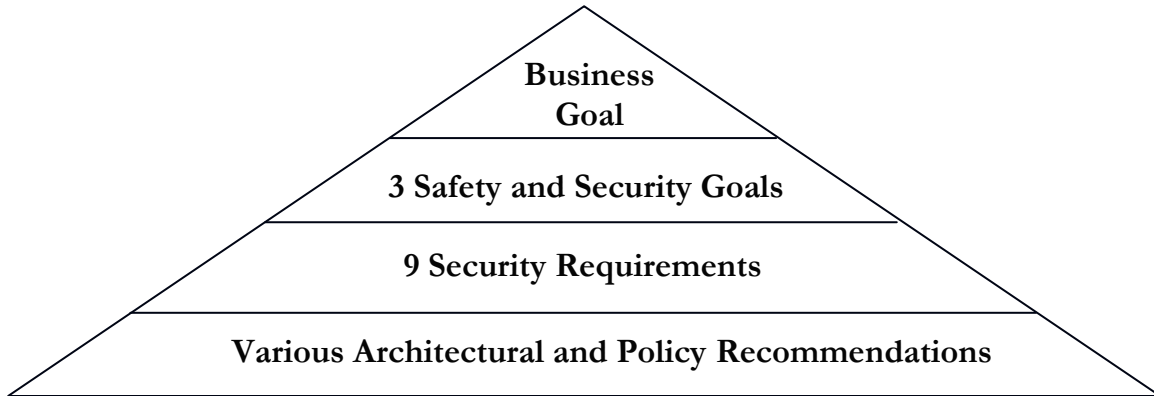 Business
Goal
3 Safety and Security Goals
9 Security Requirements
Various Architectural and Policy Recommendations